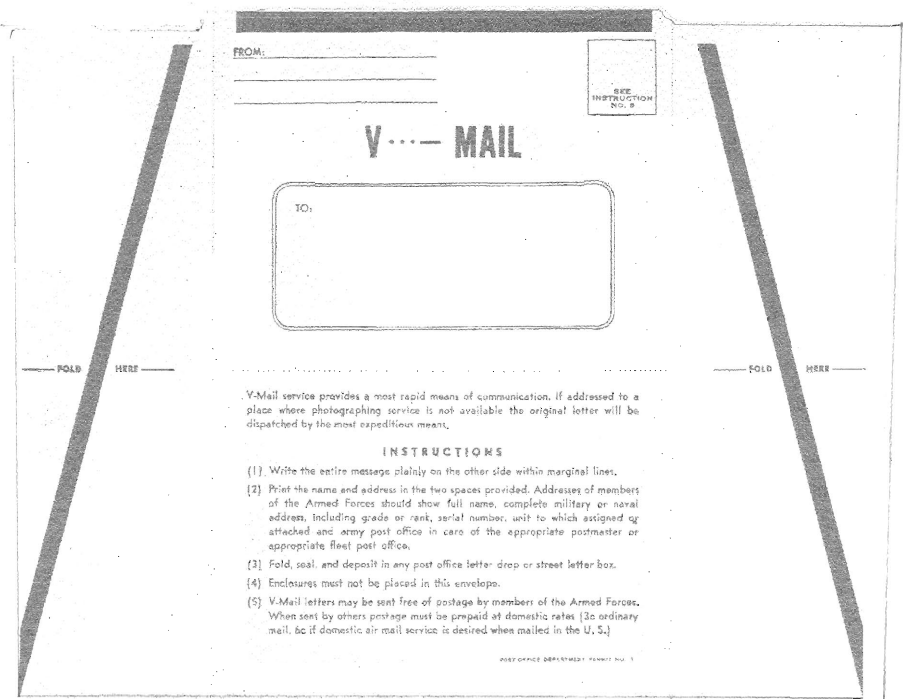 FROM:
SEE
INSTRUCTION
NO. 5
V ···— MAIL
TO:
FOLD HERE
FOLD HERE
V-Mail service provides a most rapid means of communication. If addressed to a
place where photographing service is not available the original letter will be
dispatched by the most expeditious means.
INSTRUCTIONS
(1) Write the entire message plainly on the other side within marginal lines.
(2) Print the name and address in the two spaces provided. Addresses of members
of the Armed Forces should show full name, complete military or naval
address, including grade or rank, serial number, unit to which assigned or
attached and army post office in care of the appropriate postmaster or
appropriate fleet post office.
(3) Fold, seal, and deposit in any post office letter drop or street letter box.
(4) Enclosures must not be placed in this envelope.
(5) V-Mail letters may be sent free of postage by members of the Armed Forces.
When sent by others postage must be prepaid at domestic rates (3c ordinary
mail, 6c if domestic air mail service is desired when mailed in the U. S.)
POST OFFICE DEPARTMENT PERMIT NO. 1